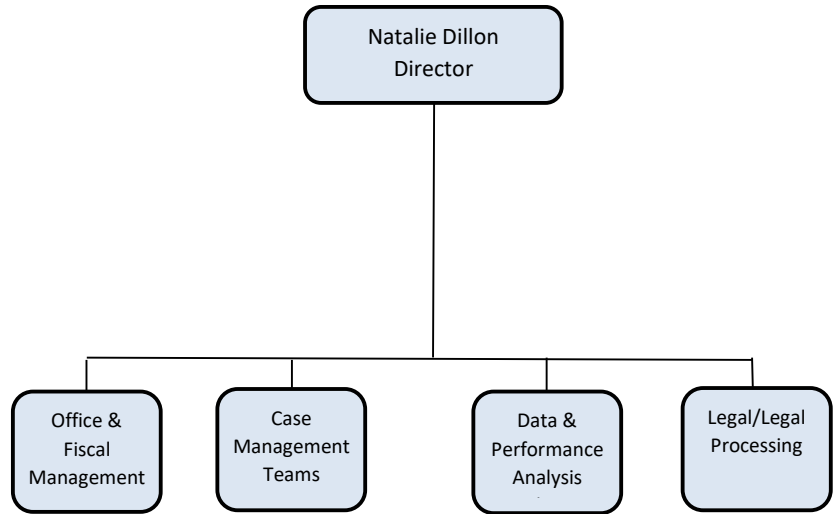 Natalie Dillon
Director
Office &
Fiscal
Management
Case
Management
Teams
Data &
Performance
Analysis
Legal/Legal
Processing